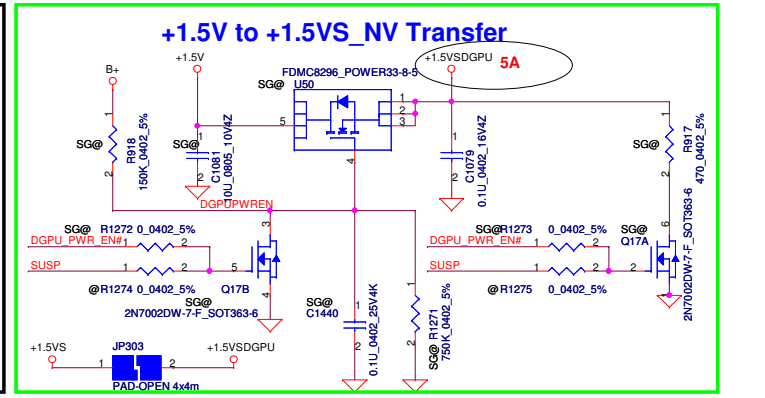 +1.5V to +1.5VS_NV Transfer
+1.5V
+1.5VSDGPU
5A
B+
FDMC8296_POWER33-8-5
SG@
U50
1
2
3
5
4
1
SG@
R918
150K_0402_5%
2
SG@
1
C1081
10U_0805_10V4Z
2
SG@
1
C1079
0.1U_0402_16V4Z
2
1
SG@
R917
470_0402_5%
2
DGPUPWREN
SG@
R1272
0_0402_5%
DGPU_PWR_EN#
1
2
SUSP
1
2
@R1274
0_0402_5%
3
5
4
Q17B
SG@
2N7002DW-7-F_SOT363-6
SG@
C1440
1
0.1U_0402_25V4K
2
1
SG@
R1271
750K_0402_5%
2
SG@R1273
0_0402_5%
DGPU_PWR_EN#
1
2
SUSP
1
2
@R1275
0_0402_5%
SG@
Q17A
6
2
1
2N7002DW-7-F_SOT363-6
+1.5VS
JP303
+1.5VSDGPU
1
2
PAD-OPEN 4x4m